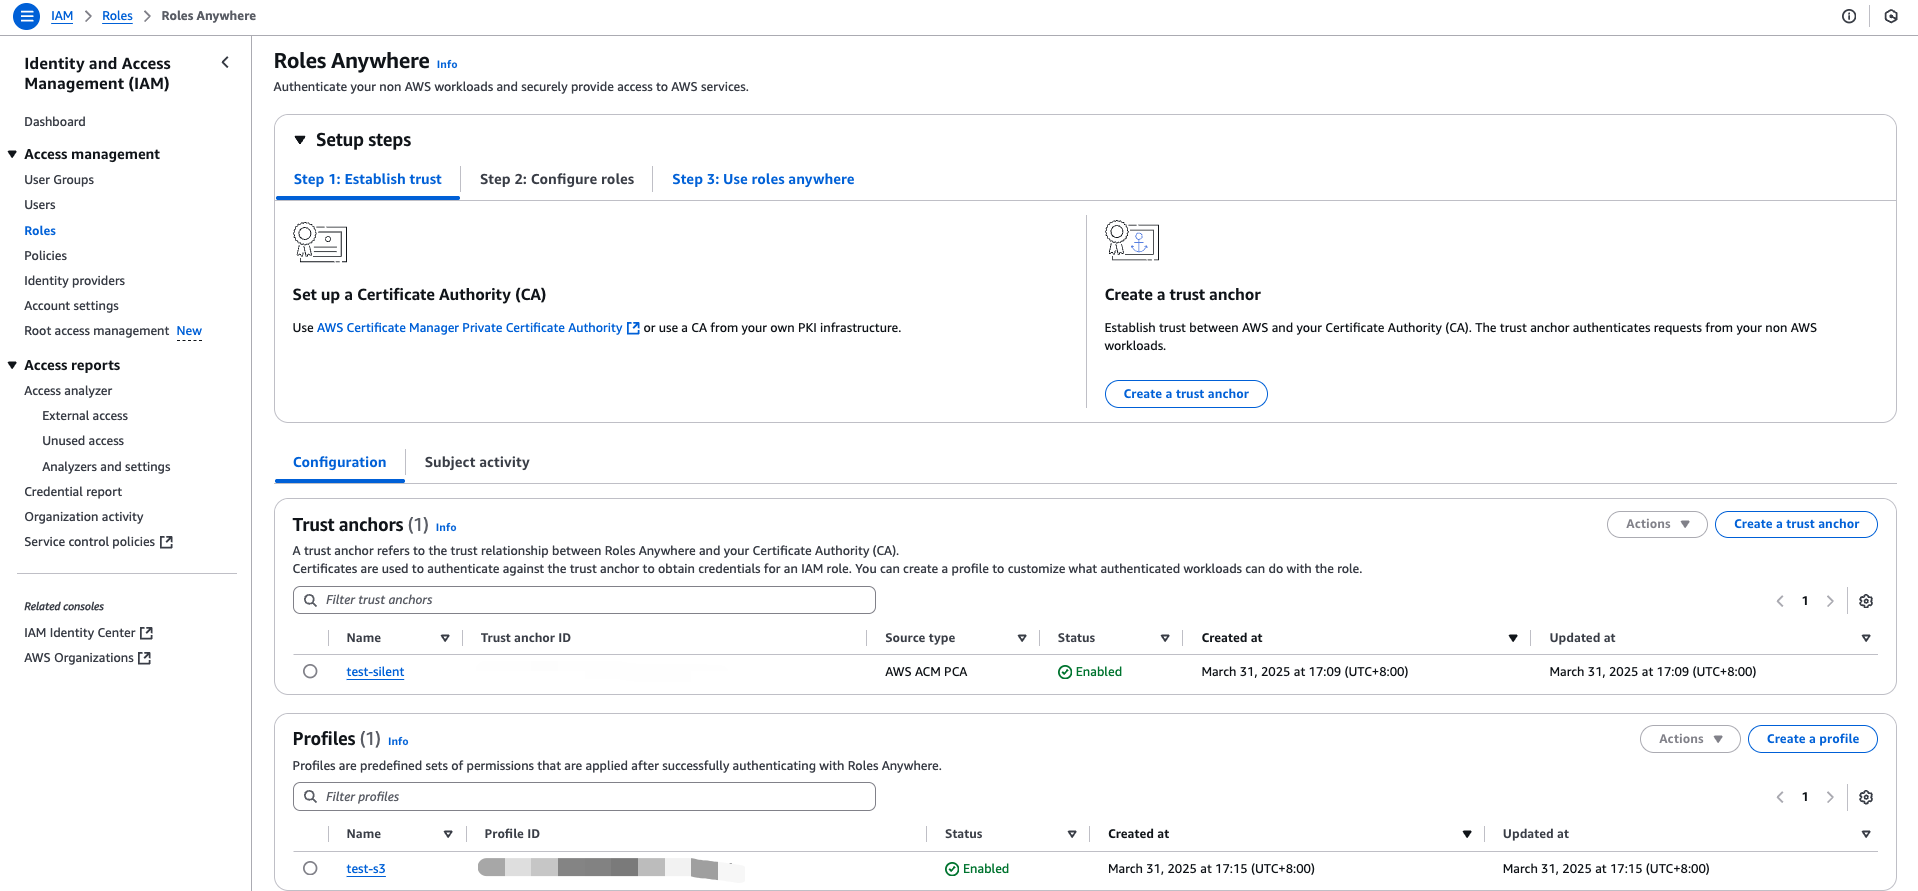 IAM > Roles > Roles Anywhere
Identity and Access
Management (IAM)
Dashboard
Access management
User Groups
Users
Roles
Policies
Identity providers
Account settings
Root access management New
Access reports
Access analyzer
External access
Unused access
Analyzers and settings
Credential report
Organization activity
Service control policies
Related consoles
IAM Identity Center
AWS Organizations
Roles Anywhere Info
Authenticate your non AWS workloads and securely provide access to AWS services.
Setup steps
Step 1: Establish trust
Step 2: Configure roles
Step 3: Use roles anywhere
Set up a Certificate Authority (CA)
Use AWS Certificate Manager Private Certificate Authority or use a CA from your own PKI infrastructure.
Create a trust anchor
Establish trust between AWS and your Certificate Authority (CA). The trust anchor authenticates requests from your non AWS
workloads.
Create a trust anchor
Configuration
Subject activity
Trust anchors (1) Info
Actions
Create a trust anchor
A trust anchor refers to the trust relationship between Roles Anywhere and your Certificate Authority (CA).
Certificates are used to authenticate against the trust anchor to obtain credentials for an IAM role. You can create a profile to customize what authenticated workloads can do with the role.
Filter trust anchors
1
Name Trust anchor ID Source type Status Created at Updated at
test-silent AWS ACM PCA Enabled March 31, 2025 at 17:09 (UTC+8:00) March 31, 2025 at 17:09 (UTC+8:00)
Profiles (1) Info
Actions
Create a profile
Profiles are predefined sets of permissions that are applied after successfully authenticating with Roles Anywhere.
Filter profiles
1
Name Profile ID Status Created at Updated at
test-s3 Enabled March 31, 2025 at 17:15 (UTC+8:00) March 31, 2025 at 17:15 (UTC+8:00)